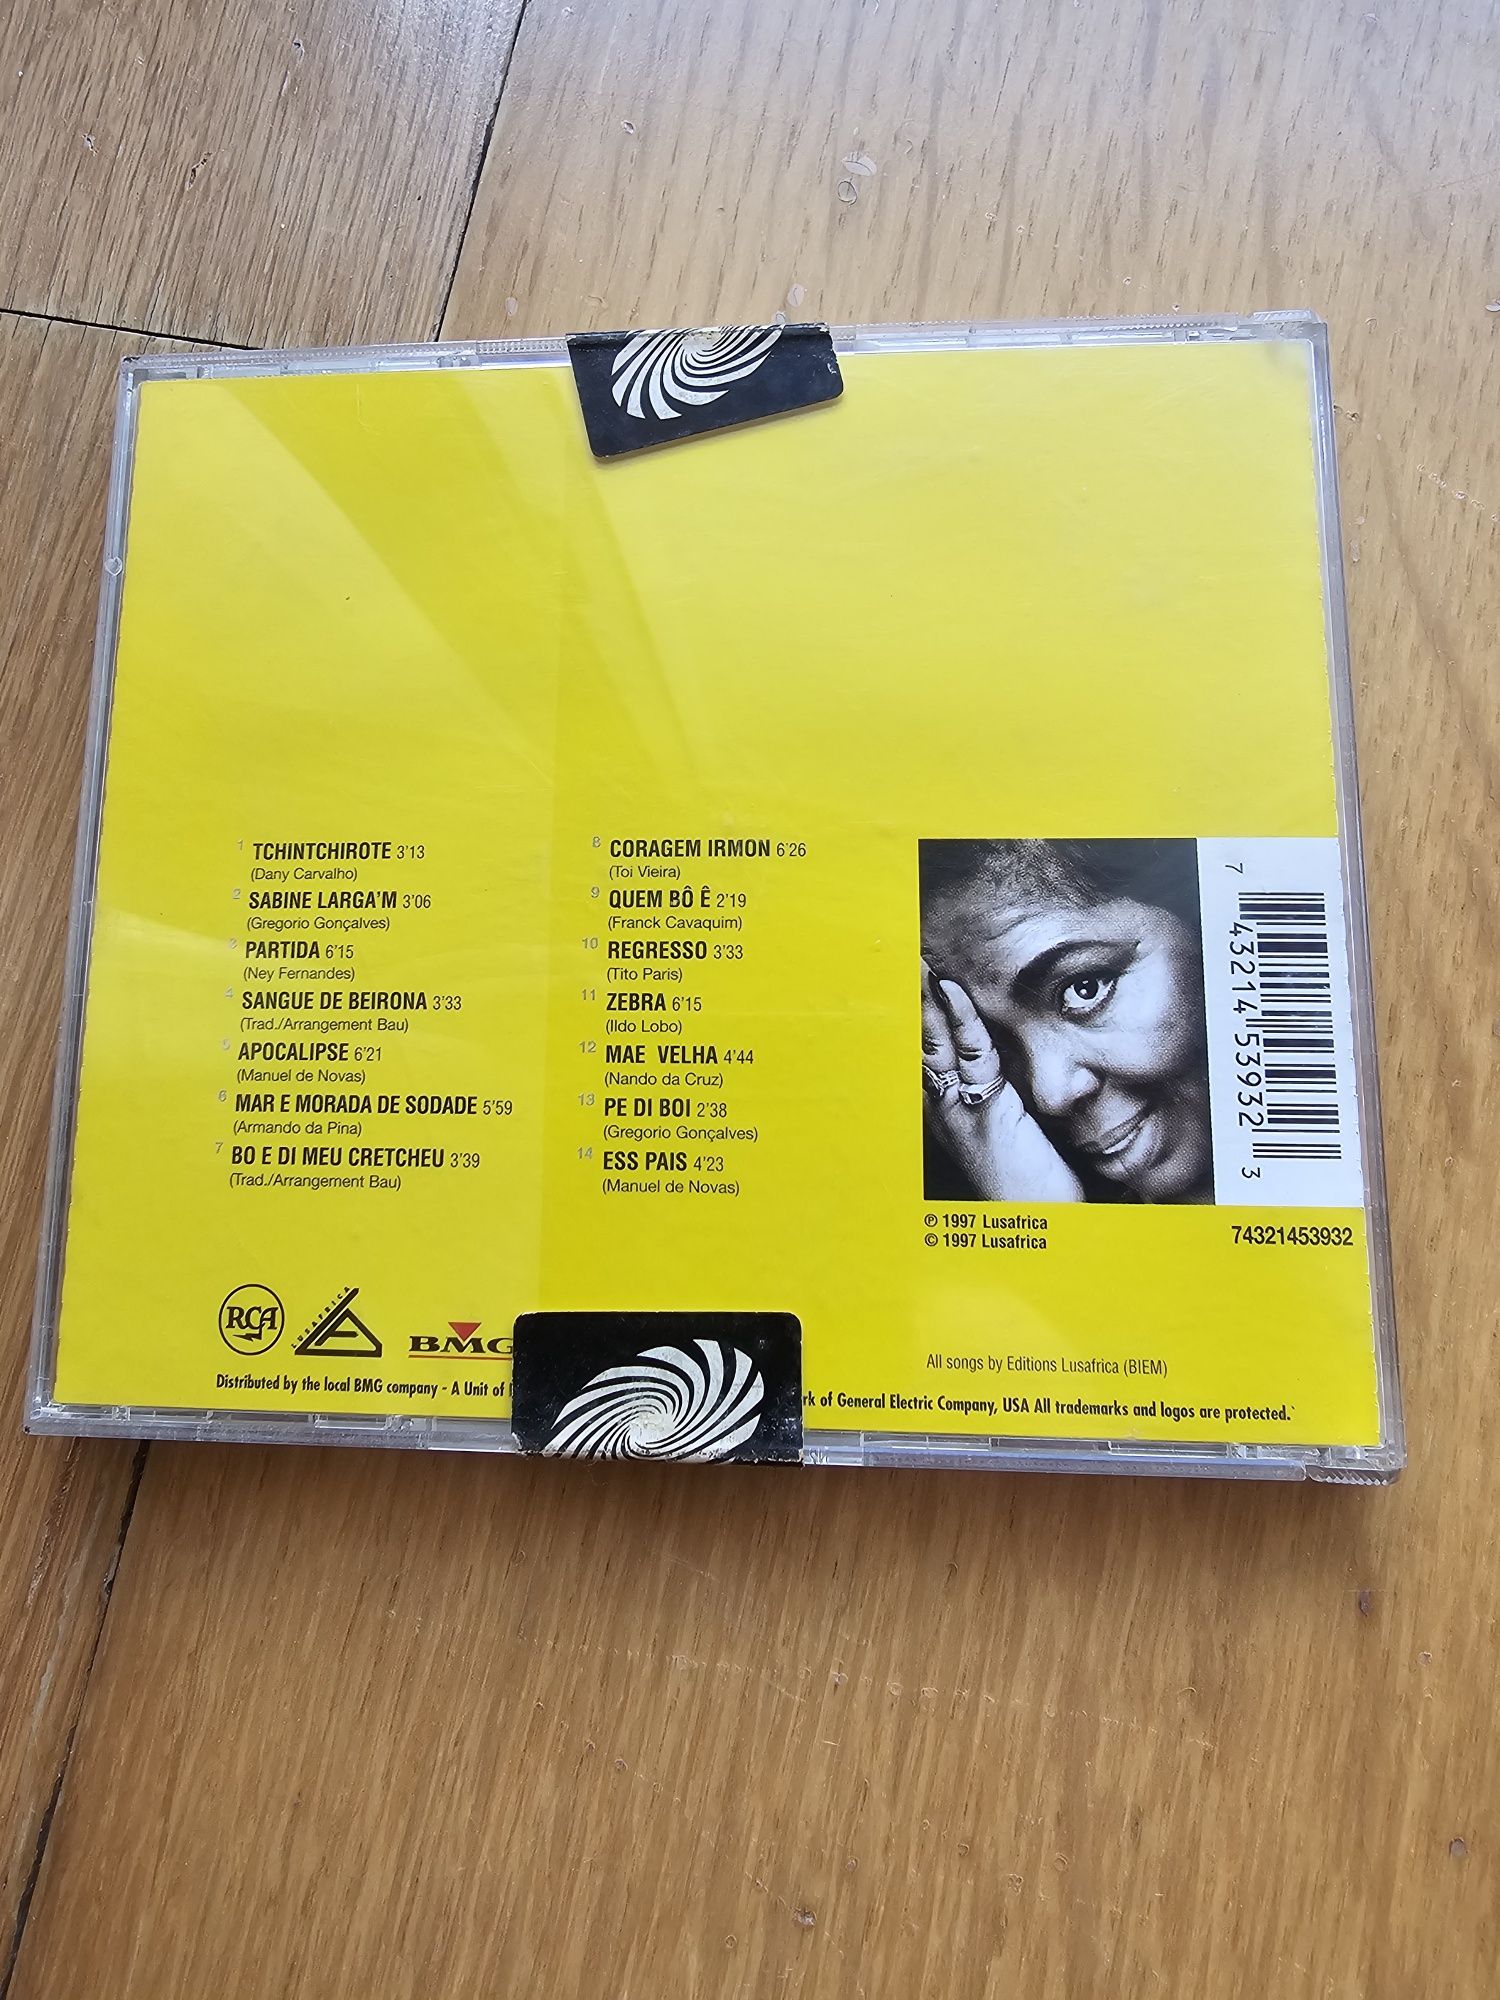 1 TCHINTCHIROTE 3'13
(Dany Carvalho)
2 SABINE LARGA'M 3'06
(Gregorio Gonçalves)
3 PARTIDA 6'15
(Ney Fernandes)
4 SANGUE DE BEIRONA 3'33
(Trad./Arrangement Bau)
5 APOCALIPSE 6'21
(Manuel de Novas)
6 MAR E MORADA DE SODADE 5'59
(Armando da Pina)
7 BO E DI MEU CRETCHEU 3'39
(Trad./Arrangement Bau)
8 CORAGEM IRMON 6'26
(Toi Vieira)
9 QUEM BÔ Ê 2'19
(Franck Cavaquim)
10 REGRESSO 3'33
(Tito Paris)
11 ZEBRA 6'15
(Ildo Lobo)
12 MAE VELHA 4'44
(Nando da Cruz)
13 PE DI BOI 2'38
(Gregorio Gonçalves)
14 ESS PAIS 4'23
(Manuel de Novas)
7 43214 53932 3
℗ 1997 Lusafrica
© 1997 Lusafrica
74321453932
RCA
LUSAFRICA
BMG
All songs by Editions Lusafrica (BIEM)
Distributed by the local BMG company - A Unit of
of General Electric Company, USA All trademarks and logos are protected.